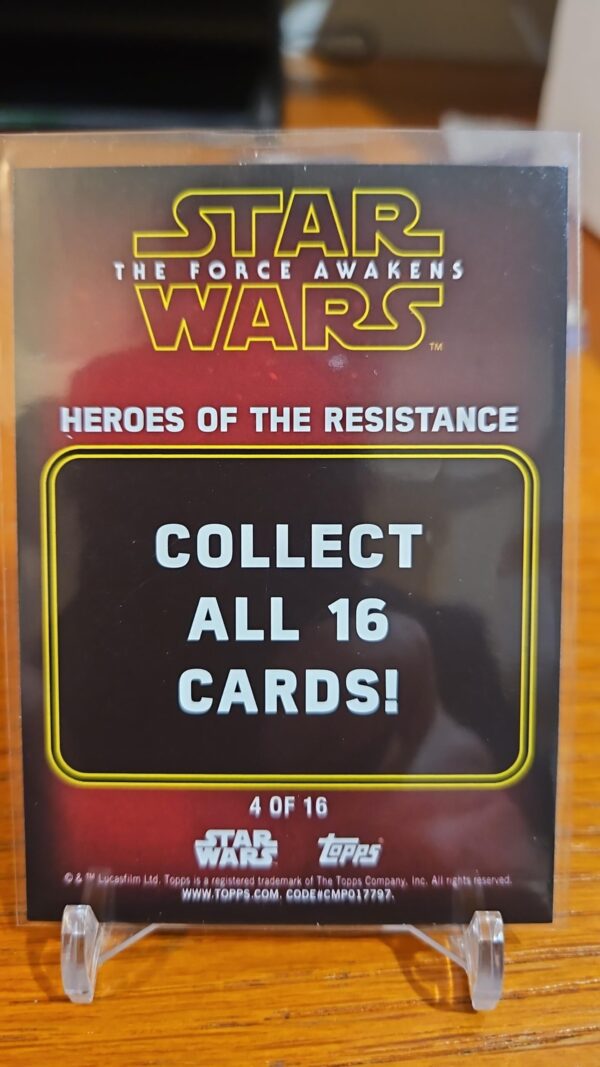 STAR
THE FORCE AWAKENS
WARS
TM
HEROES OF THE RESISTANCE
COLLECT
ALL 16
CARDS!
4 OF 16
STAR WARS topps
© & ™ Lucasfilm Ltd. Topps is a registered trademark of The Topps Company, Inc. All rights reserved.
WWW.TOPPS.COM. CODE#CMP017797.